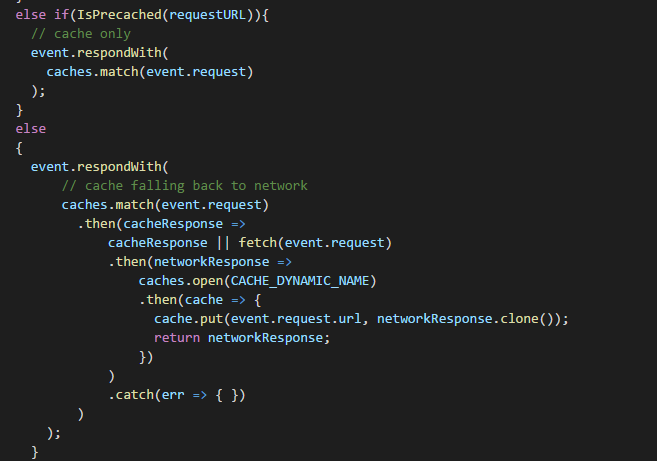 else if(IsPrecached(requestURL)){
// cache only
event.respondWith(
caches.match(event.request)
);
}
else
{
event.respondWith(
// cache falling back to network
caches.match(event.request)
.then(cacheResponse =>
cacheResponse || fetch(event.request)
.then(networkResponse =>
caches.open(CACHE_DYNAMIC_NAME)
.then(cache => {
cache.put(event.request.url, networkResponse.clone());
return networkResponse;
})
)
.catch(err => { })
)
);
}